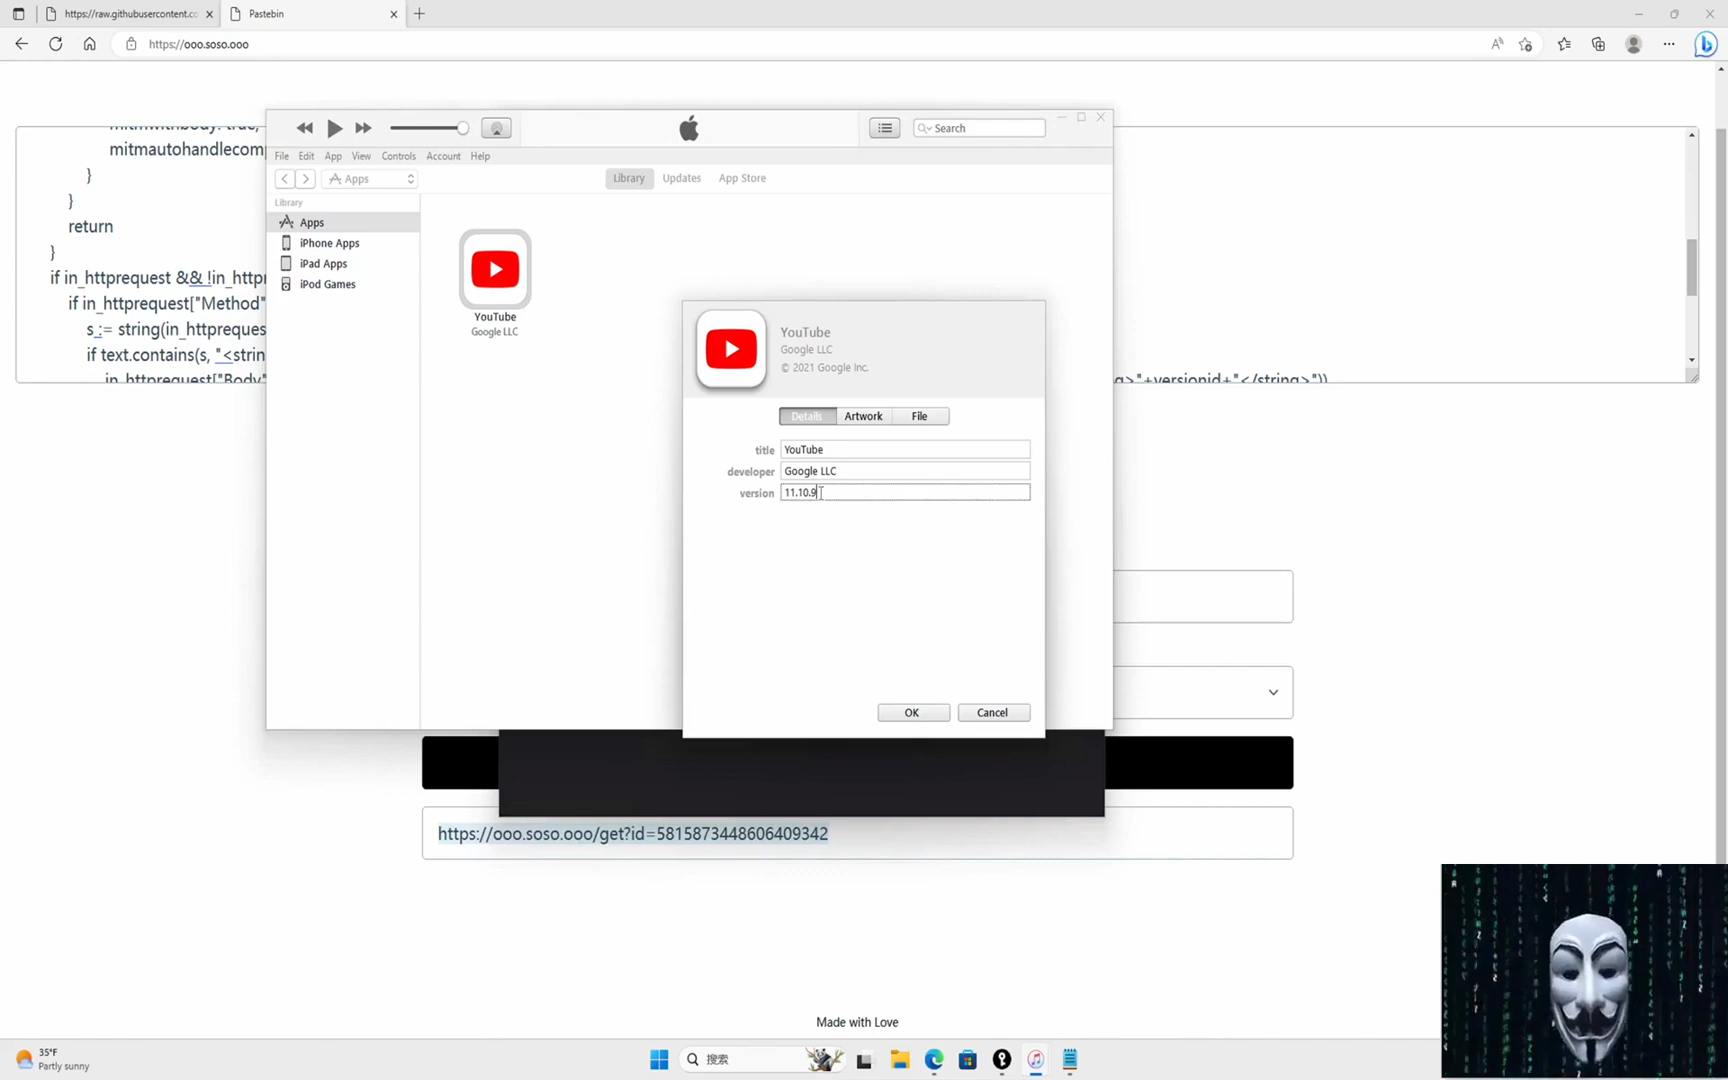 https://raw.githubusercontent.co
Pastebin
https://ooo.soso.ooo
mitmautohandlecomp
}
}
return
}
if in_httprequest && !in_httpr
if in_httprequest["Method"
s := string(in_httpreques
if text.contains(s, "<strin
in_httprequest["Body"
g>"+versionid+"</string>"))
Search
File Edit App View Controls Account Help
Apps
Library Updates App Store
Library
Apps
iPhone Apps
iPad Apps
iPod Games
YouTube
Google LLC
YouTube
Google LLC
© 2021 Google Inc.
Details Artwork File
title YouTube
developer Google LLC
version 11.10.9
OK Cancel
https://ooo.soso.ooo/get?id=5815873448606409342
Made with Love
35°F
Partly sunny
搜索